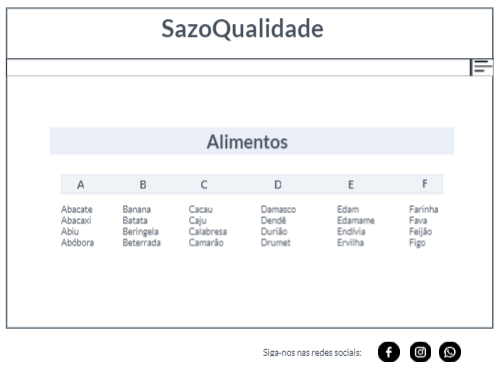 SazoQualidade
Alimentos
A B C D E F
Abacate Banana Cacau Damasco Edam Farinha
Abacaxi Batata Caju Dendê Edamame Fava
Abiu Beringela Calabresa Durião Endívia Feijão
Abóbora Beterrada Camarão Drumet Ervilha Figo
Siga-nos nas redes sociais: